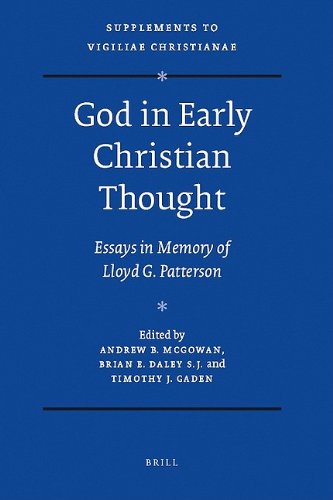 SUPPLEMENTS TO
VIGILIAE CHRISTIANAE
*
God in Early
Christian
Thought
Essays in Memory of
Lloyd G. Patterson
*
Edited by
ANDREW B. MCGOWAN,
BRIAN E. DALEY S.J. and
TIMOTHY J. GADEN
BRILL